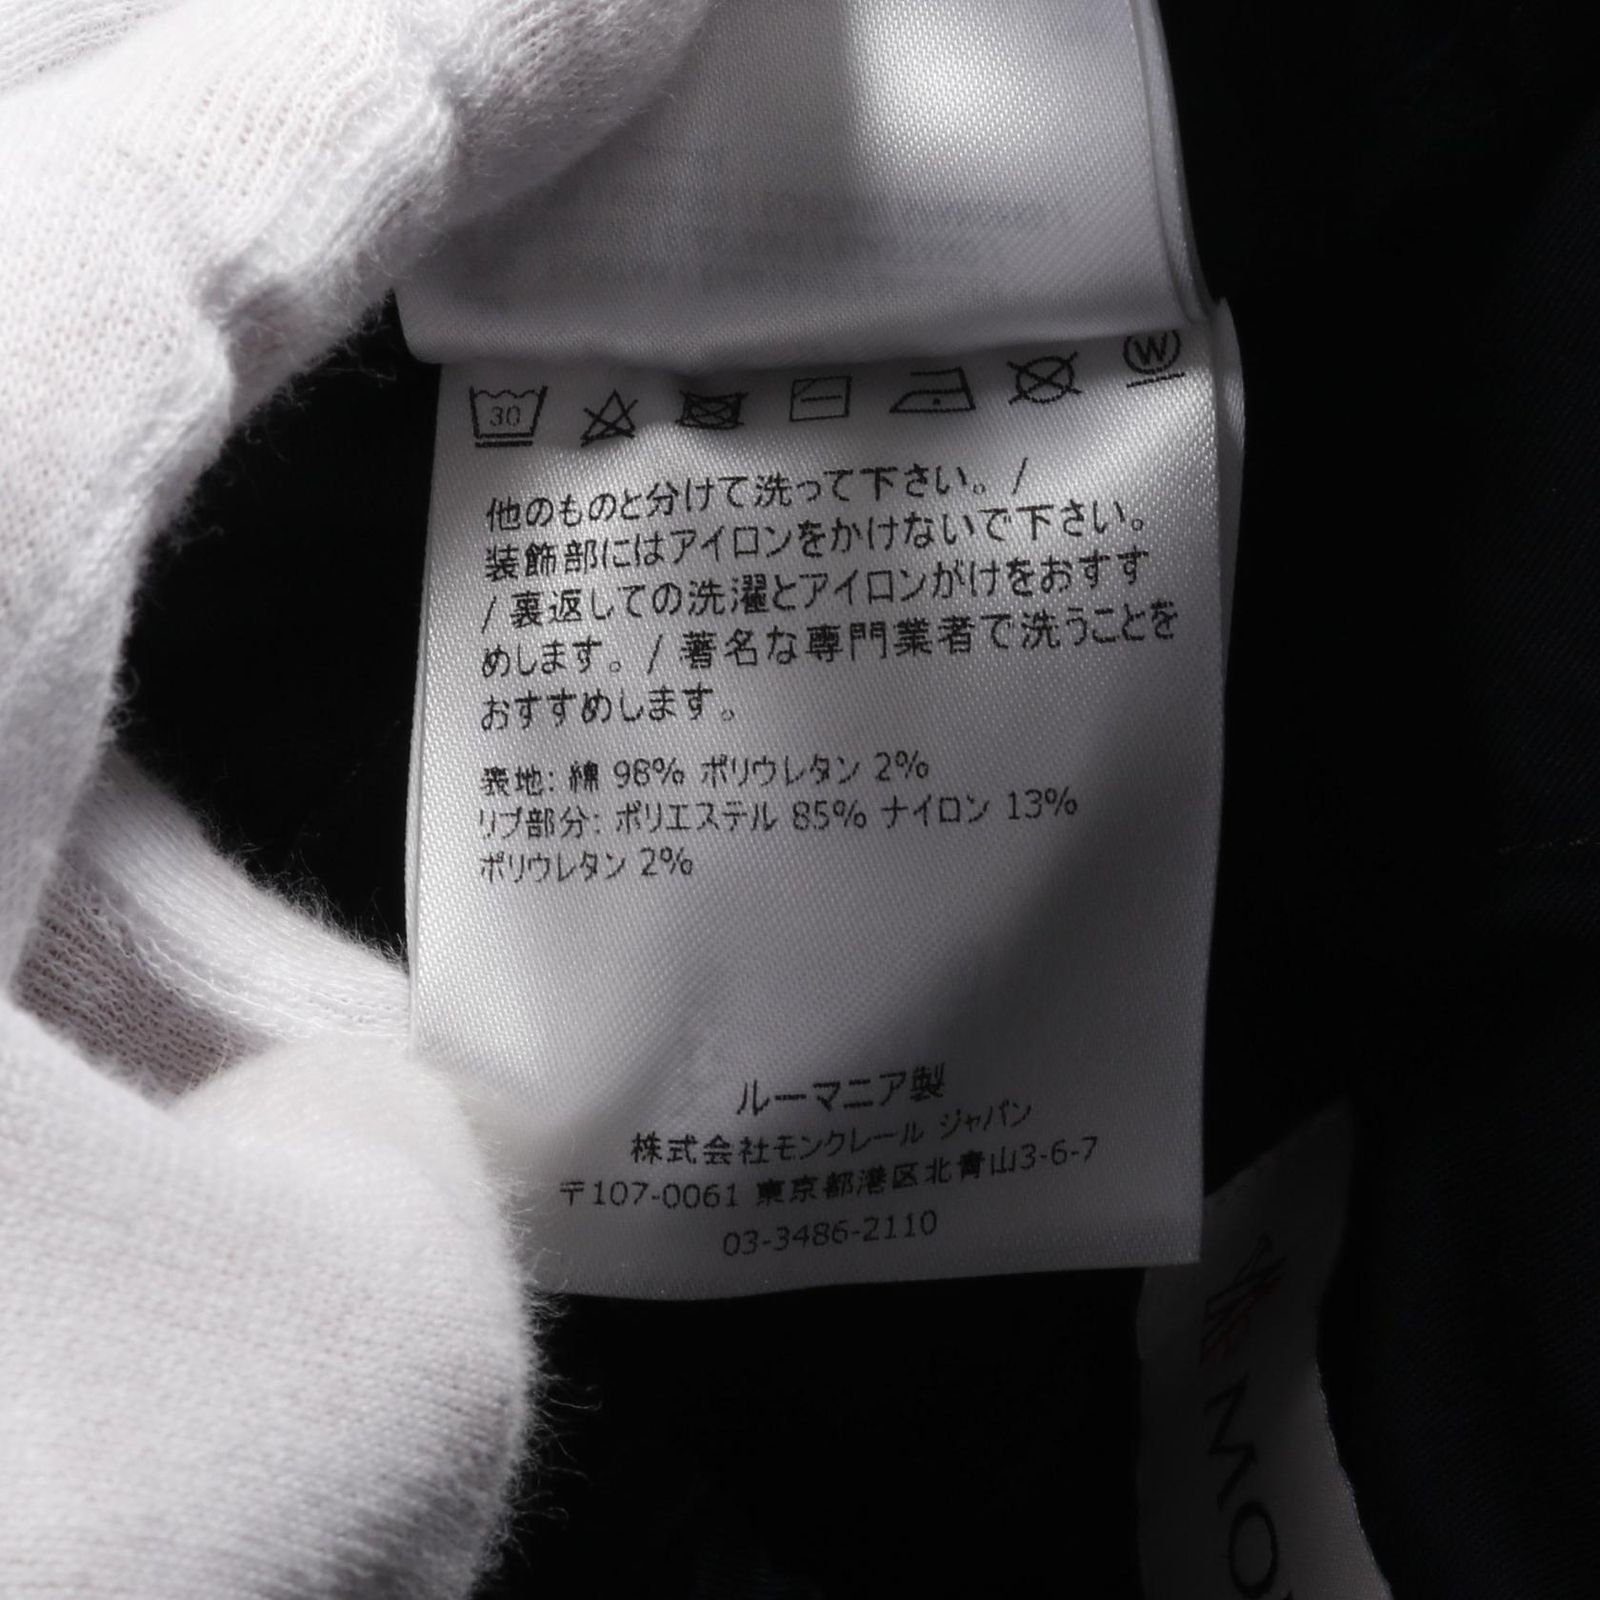 30
W
他のものと分けて洗って下さい。/
装飾部にはアイロンをかけないで下さい。
/ 裏返しての洗濯とアイロンがけをおすす
めします。/ 著名な専門業者で洗うことを
おすすめします。
表地: 綿 98% ポリウレタン 2%
リブ部分: ポリエステル 85% ナイロン 13%
ポリウレタン 2%
ルーマニア製
株式会社モンクレール ジャパン
〒107-0061 東京都港区北青山3-6-7
03-3486-2110